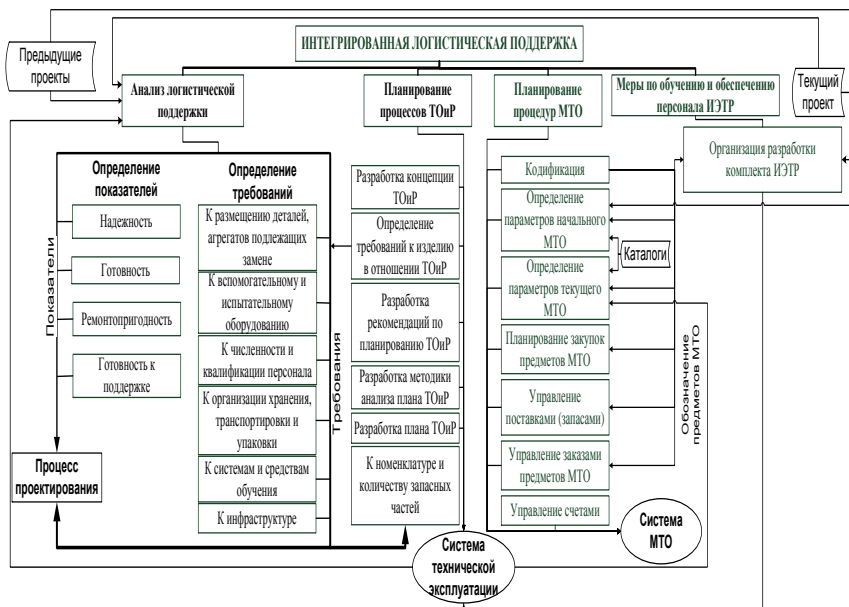 ИНТЕГРИРОВАННАЯ ЛОГИСТИЧЕСКАЯ ПОДДЕРЖКА
Предыдущие
проекты
Текущий
проект
Анализ логистической
поддержки
Планирование
процессов ТОиР
Планирование
процедур МТО
Меры по обучению и обеспечению
персонала ИЭТР
Организация разработки
комплекта ИЭТР
Определение
показателей
Надежность
Готовность
Ремонтопригодность
Готовность к
поддержке
Показатели
Процесс
проектирования
Определение
требований
К размещению деталей,
агрегатов подлежащих
замене
К вспомогательному и
испытательному
оборудованию
К численности и
квалификации персонала
К организации хранения,
транспортировки и
упаковки
К системам и средствам
обучения
К инфраструктуре
Требования
Разработка концепции
ТОиР
Определение
требований к изделию
в отношении ТОиР
Разработка
рекомендаций по
планированию ТОиР
Разработка методики
анализа плана ТОиР
Разработка плана ТОиР
К номенклатуре и
количеству запасных
частей
Кодификация
Определение
параметров начального
МТО
Определение
параметров текущего
МТО
Планирование закупок
предметов МТО
Управление
поставками (запасами)
Управление заказами
предметов МТО
Управление счетами
Каталоги
Обозначение
предметов МТО
Система
технической
эксплуатации
Система
МТО